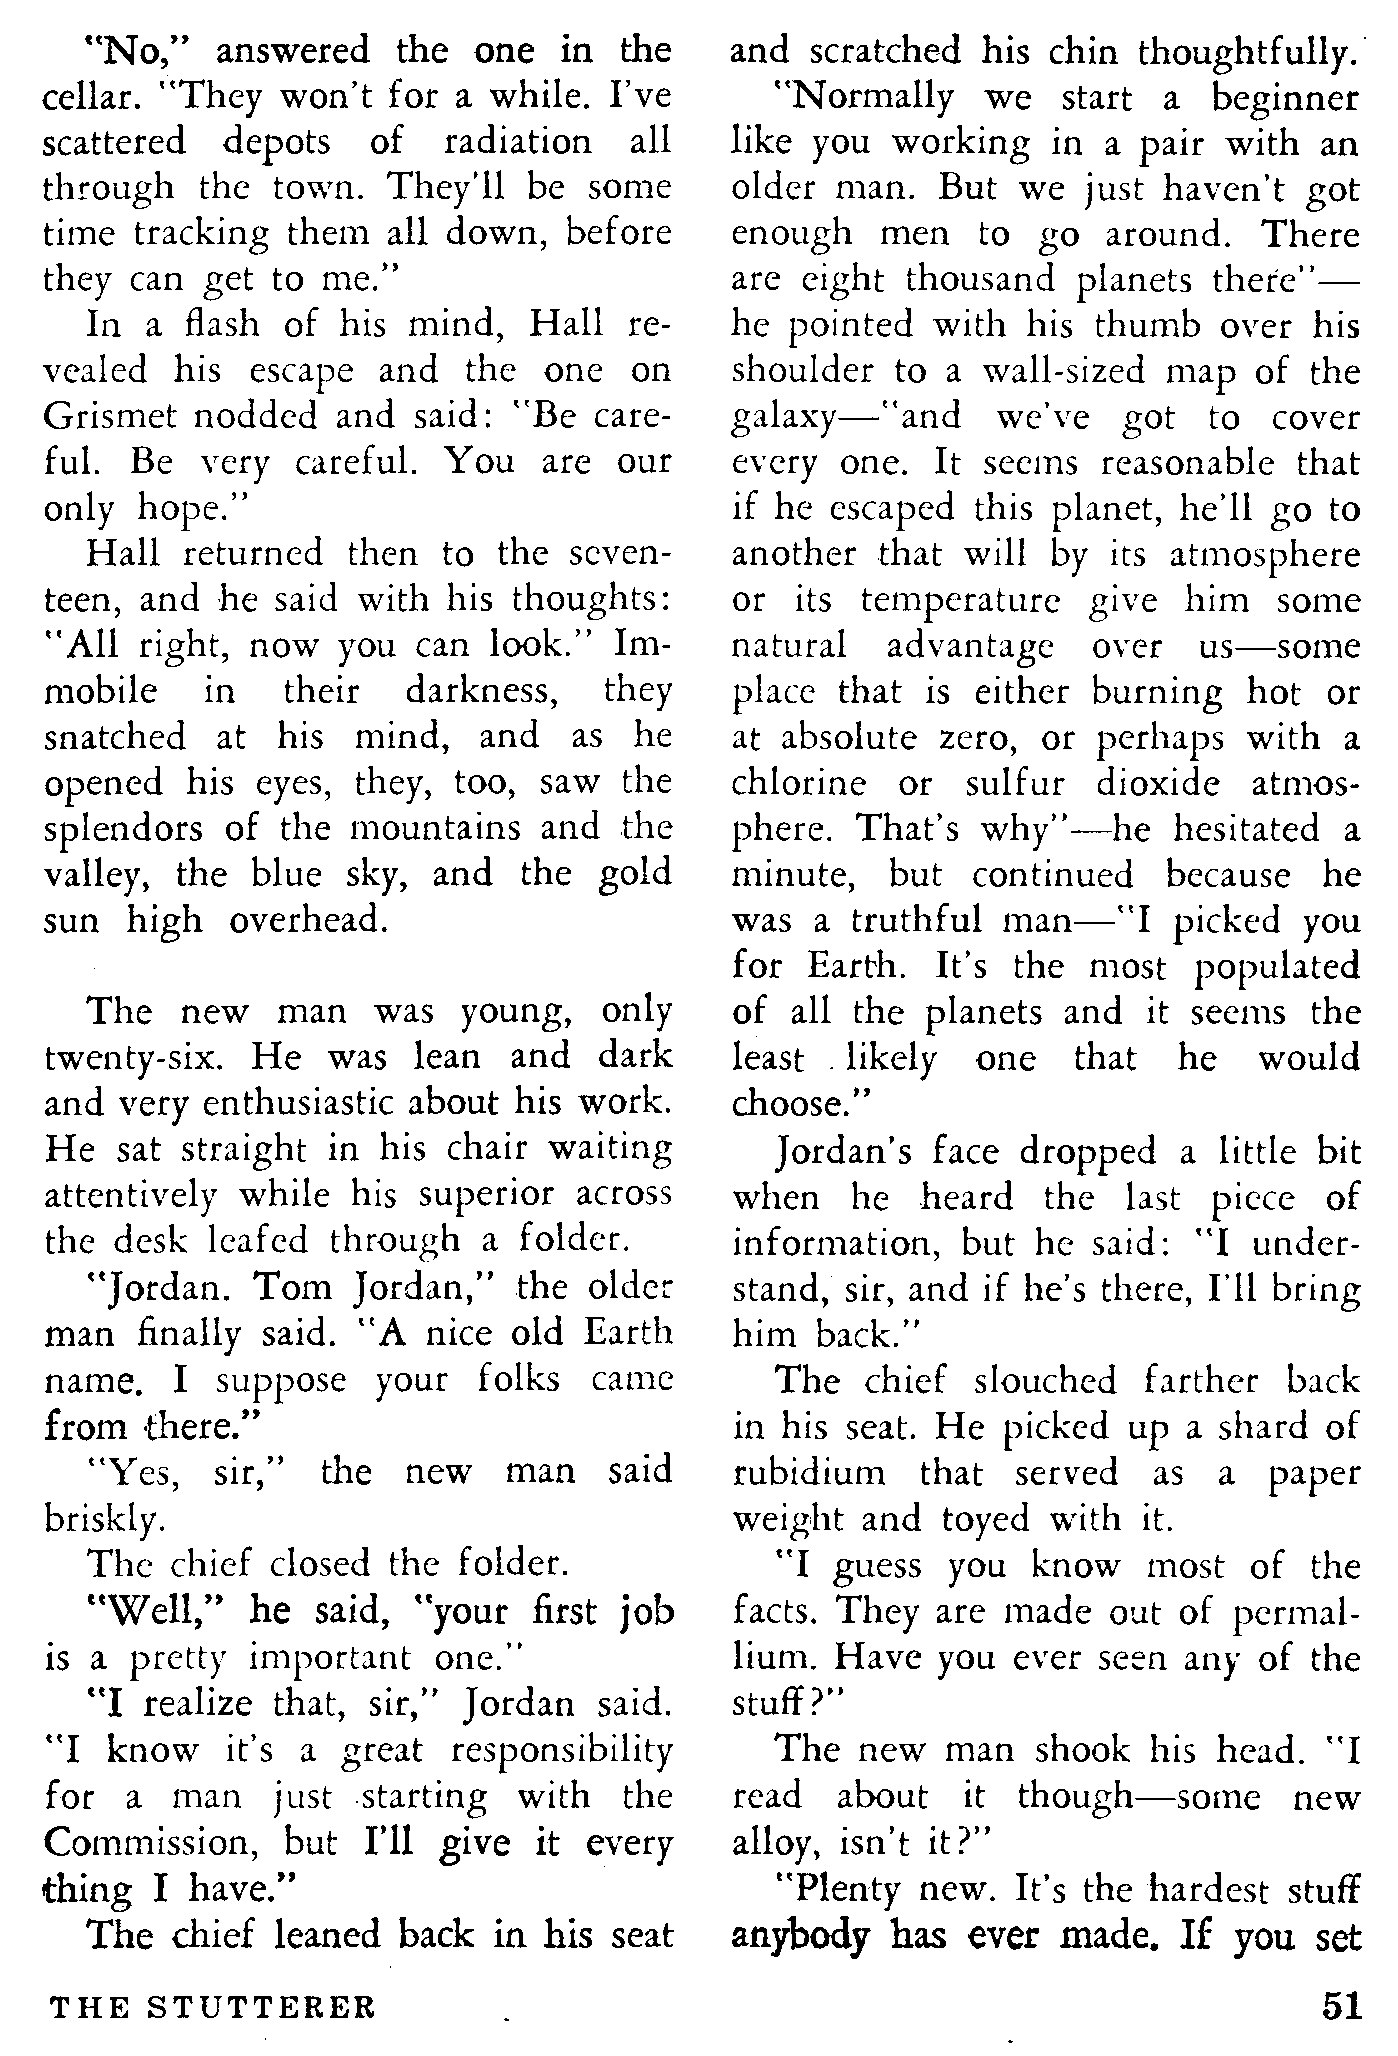 "No," answered the one in the
cellar. "They won't for a while. I've
scattered depots of radiation all
through the town. They'll be some
time tracking them all down, before
they can get to me."
In a flash of his mind, Hall re-
vealed his escape and the one on
Grismet nodded and said: "Be care-
ful. Be very careful. You are our
only hope."
Hall returned then to the seven-
teen, and he said with his thoughts:
"All right, now you can look." Im-
mobile in their darkness, they
snatched at his mind, and as he
opened his eyes, they, too, saw the
splendors of the mountains and the
valley, the blue sky, and the gold
sun high overhead.
The new man was young, only
twenty-six. He was lean and dark
and very enthusiastic about his work.
He sat straight in his chair waiting
attentively while his superior across
the desk leafed through a folder.
"Jordan. Tom Jordan," the older
man finally said. "A nice old Earth
name. I suppose your folks came
from there."
"Yes, sir," the new man said
briskly.
The chief closed the folder.
"Well," he said, "your first job
is a pretty important one."
"I realize that, sir," Jordan said.
"I know it's a great responsibility
for a man just starting with the
Commission, but I'll give it every
thing I have."
The chief leaned back in his seat
and scratched his chin thoughtfully.
"Normally we start a beginner
like you working in a pair with an
older man. But we just haven't got
enough men to go around. There
are eight thousand planets there"—
he pointed with his thumb over his
shoulder to a wall-sized map of the
galaxy—"and we've got to cover
every one. It seems reasonable that
if he escaped this planet, he'll go to
another that will by its atmosphere
or its temperature give him some
natural advantage over us—some
place that is either burning hot or
at absolute zero, or perhaps with a
chlorine or sulfur dioxide atmos-
phere. That's why"—he hesitated a
minute, but continued because he
was a truthful man—"I picked you
for Earth. It's the most populated
of all the planets and it seems the
least likely one that he would
choose."
Jordan's face dropped a little bit
when he heard the last piece of
information, but he said: "I under-
stand, sir, and if he's there, I'll bring
him back."
The chief slouched farther back
in his seat. He picked up a shard of
rubidium that served as a paper
weight and toyed with it.
"I guess you know most of the
facts. They are made out of permal-
lium. Have you ever seen any of the
stuff?"
The new man shook his head. "I
read about it though—some new
alloy, isn't it?"
"Plenty new. It's the hardest stuff
anybody has ever made. If you set
THE STUTTERER
51